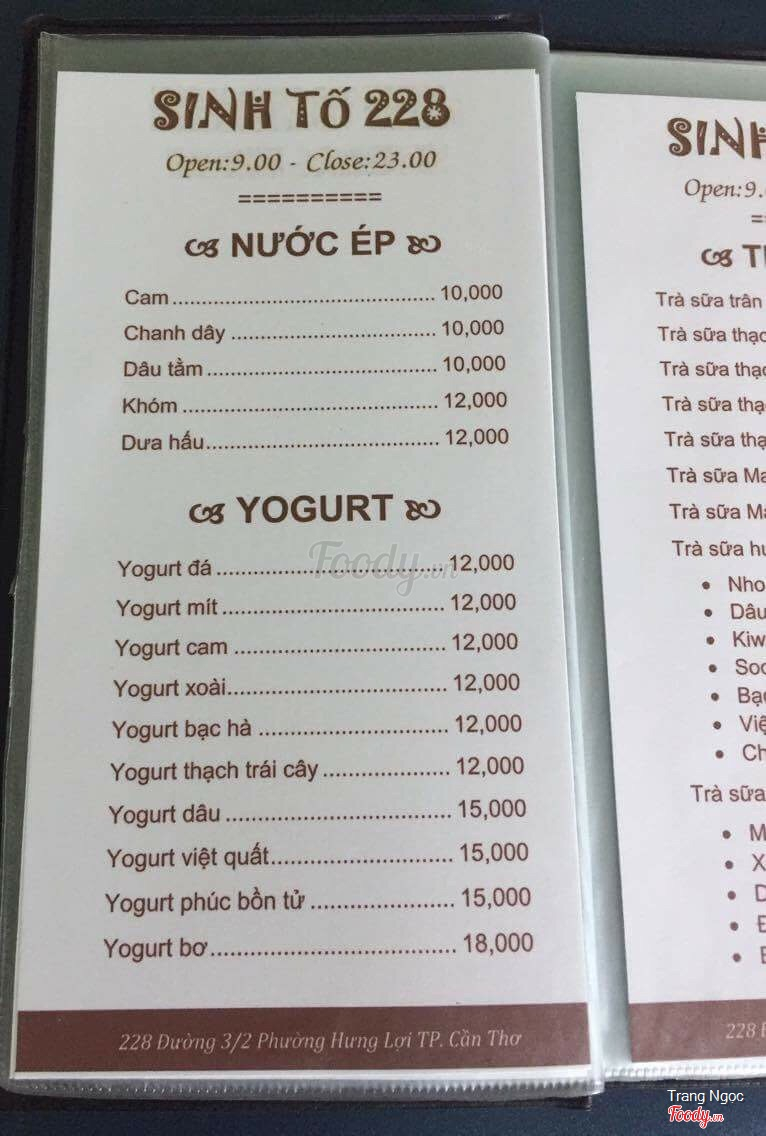 SINH TỐ 228
Open:9.00 - Close:23.00
==========
NƯỚC ÉP
Cam ............................................. 10,000
Chanh dây ................................... 10,000
Dâu tằm ....................................... 10,000
Khóm ............................................ 12,000
Dưa hấu ........................................ 12,000
YOGURT
Yogurt đá ....................................... 12,000
Yogurt mít ...................................... 12,000
Yogurt cam .................................... 12,000
Yogurt xoài ..................................... 12,000
Yogurt bạc hà ................................ 12,000
Yogurt thạch trái cây ...................... 12,000
Yogurt dâu ...................................... 15,000
Yogurt việt quất ............................... 15,000
Yogurt phúc bồn tử ........................ 15,000
Yogurt bơ ......................................... 18,000
228 Đường 3/2 Phường Hưng Lợi TP. Cần Thơ
Foody.vn
SINH
Open:9.
Trà sữa trân
Trà sữa
Trà sữa
Trà sữa
Trà sữa
Trà sữa
Trà sữa
Trà sữa
Trà sữa
228
Trang Ngoc
Foody.vn